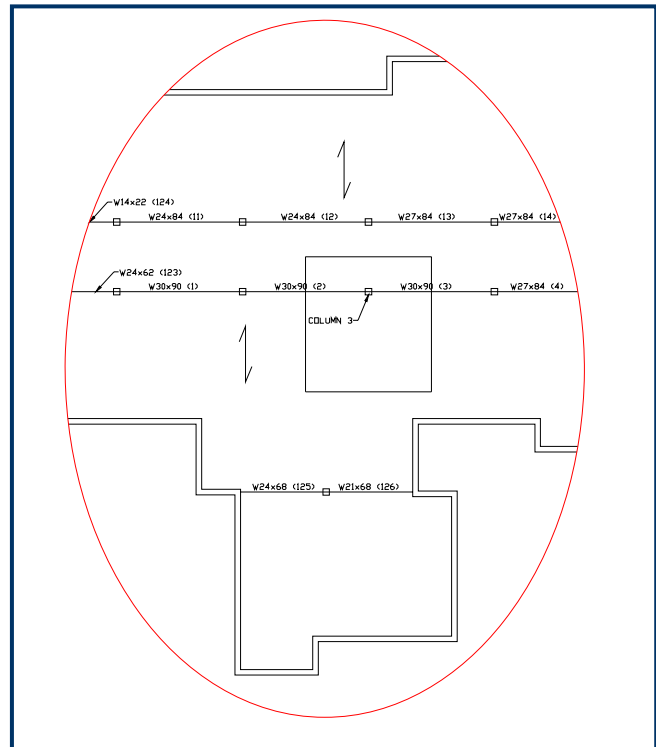 W14x22 (124)
W24x84 (11) W24x84 (12) W27x84 (13) W27x84 (14)
W24x62 (123)
W30x90 (1) W30x90 (2) W30x90 (3) W27x84 (4)
COLUMN 3
W24x68 (125) W21x68 (126)